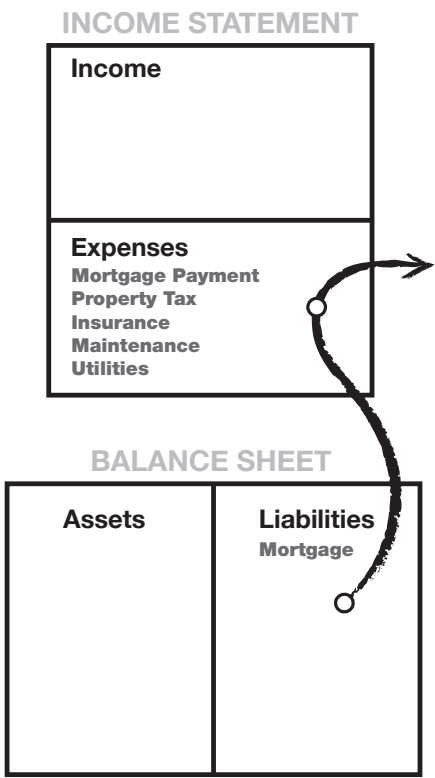 INCOME STATEMENT
Income
Expenses
Mortgage Payment
Property Tax
Insurance
Maintenance
Utilities
BALANCE SHEET
Assets
Liabilities
Mortgage